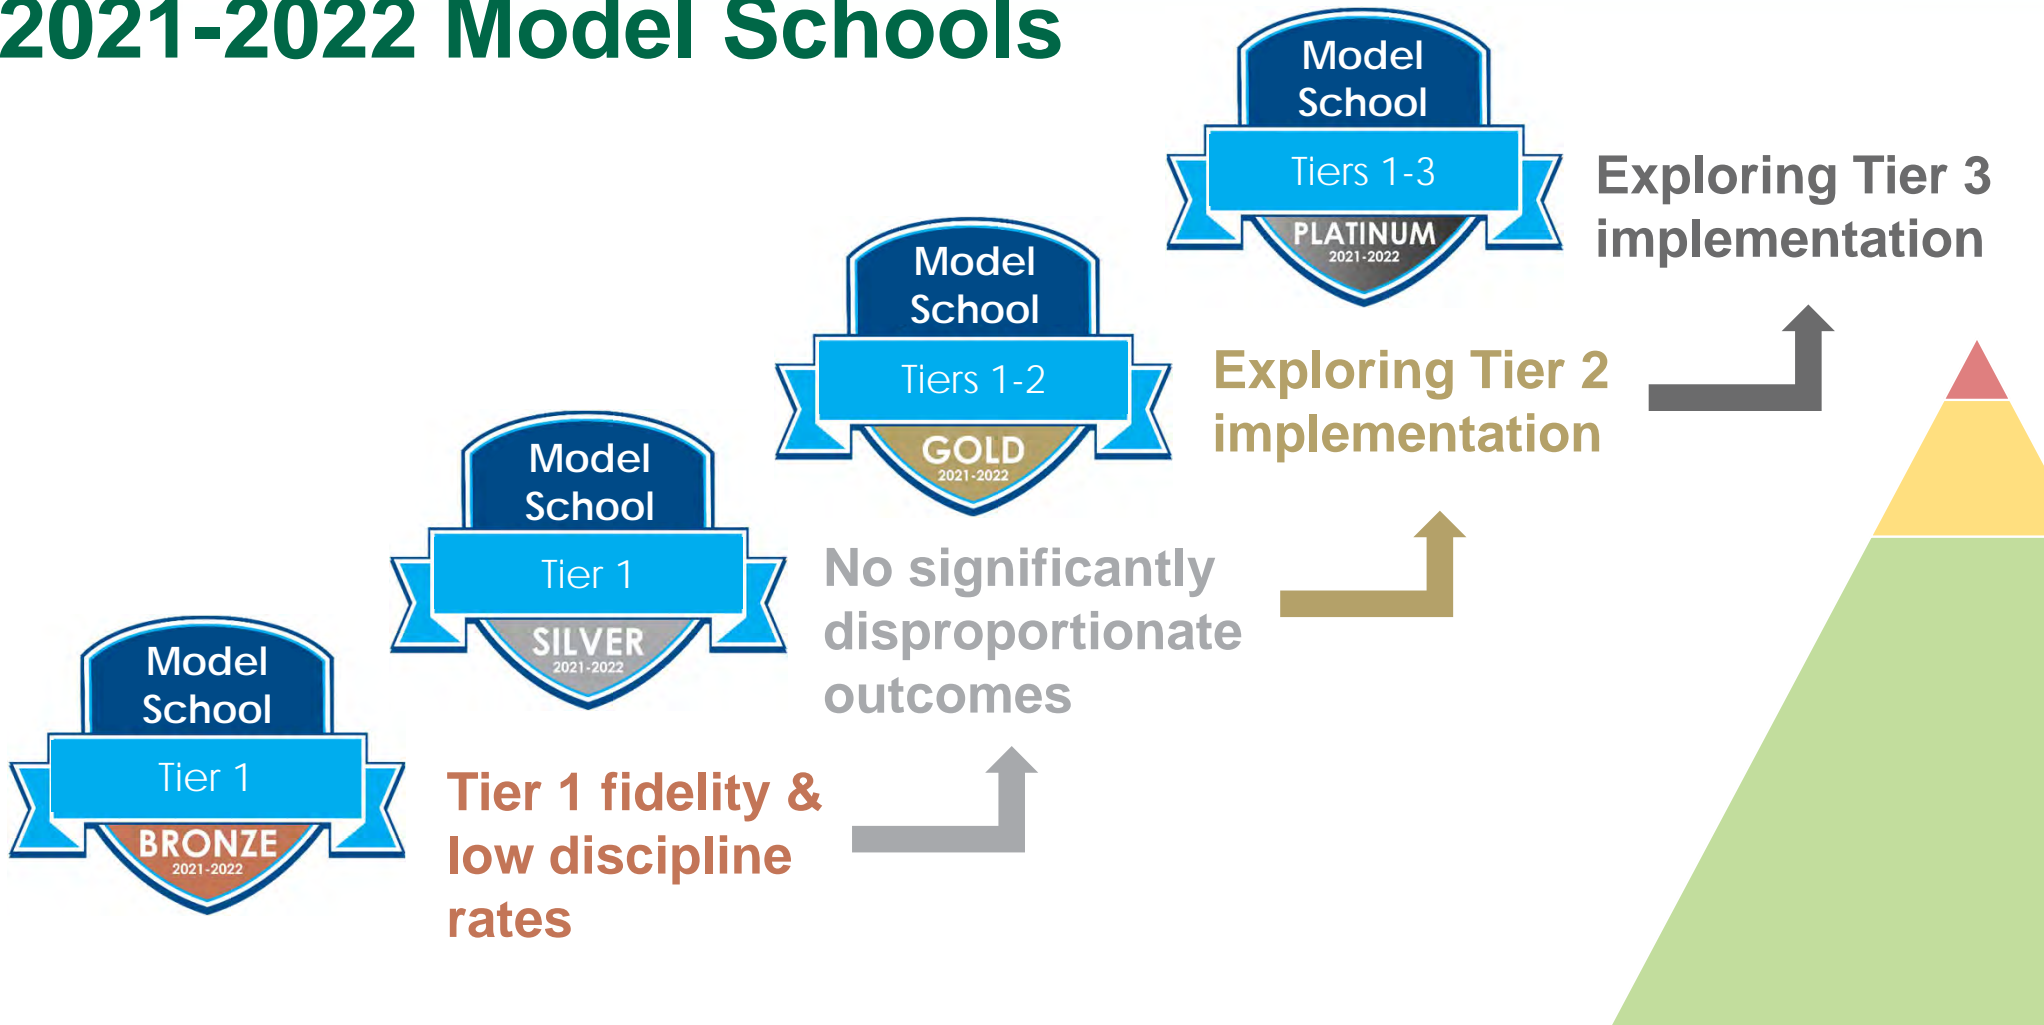 2021-2022 Model Schools
Model
School
Tiers 1-3
PLATINUM
2021-2022
Exploring Tier 3
implementation
Model
School
Tiers 1-2
GOLD
2021-2022
Exploring Tier 2
implementation
Model
School
Tier 1
SILVER
2021-2022
No significantly
disproportionate
outcomes
Model
School
Tier 1
BRONZE
2021-2022
Tier 1 fidelity &
low discipline
rates